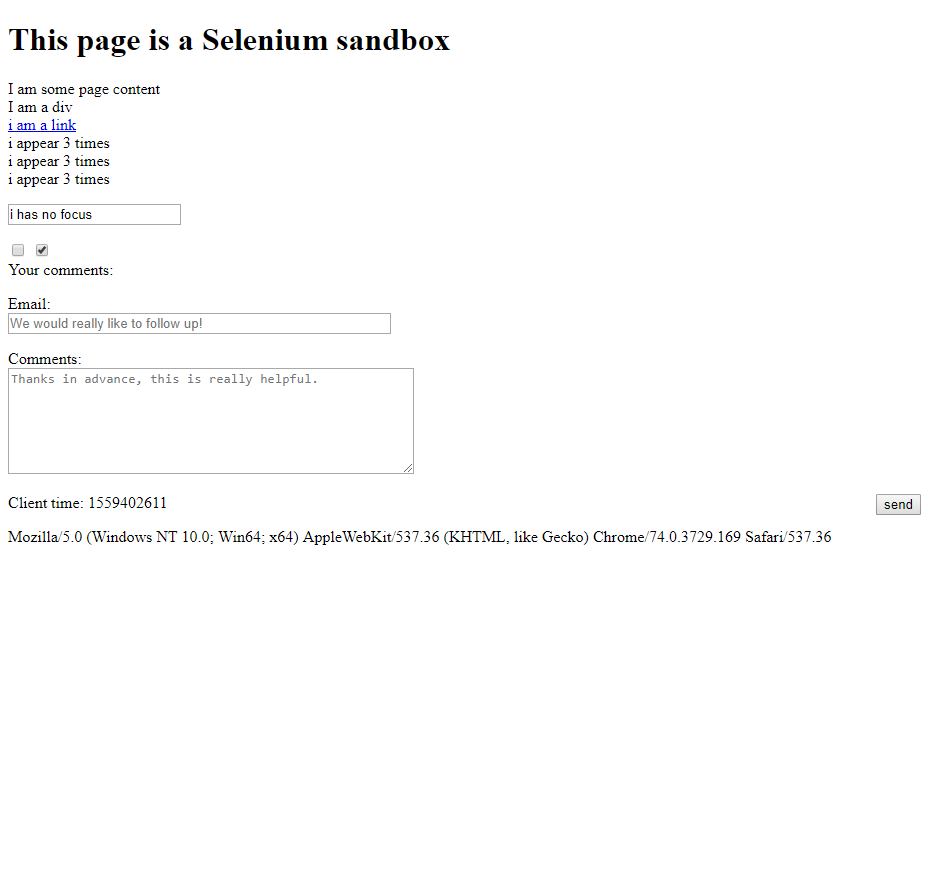 This page is a Selenium sandbox
I am some page content
I am a div
i am a link
i appear 3 times
i appear 3 times
i appear 3 times
i has no focus
Your comments:
Email:
We would really like to follow up!
Comments:
Thanks in advance, this is really helpful.
Client time: 1559402611
send
Mozilla/5.0 (Windows NT 10.0; Win64; x64) AppleWebKit/537.36 (KHTML, like Gecko) Chrome/74.0.3729.169 Safari/537.36